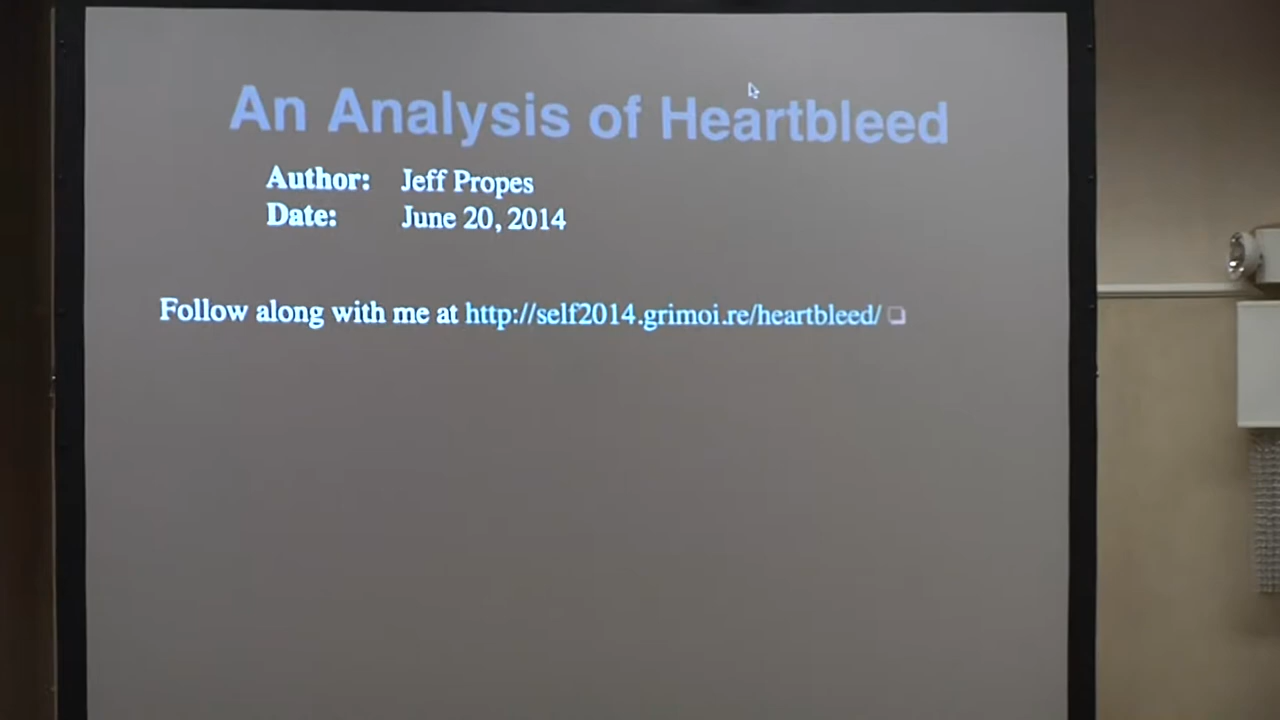 An Analysis of Heartbleed
Author: Jeff Propes
Date: June 20, 2014
Follow along with me at http://self2014.grimoi.re/heartbleed/